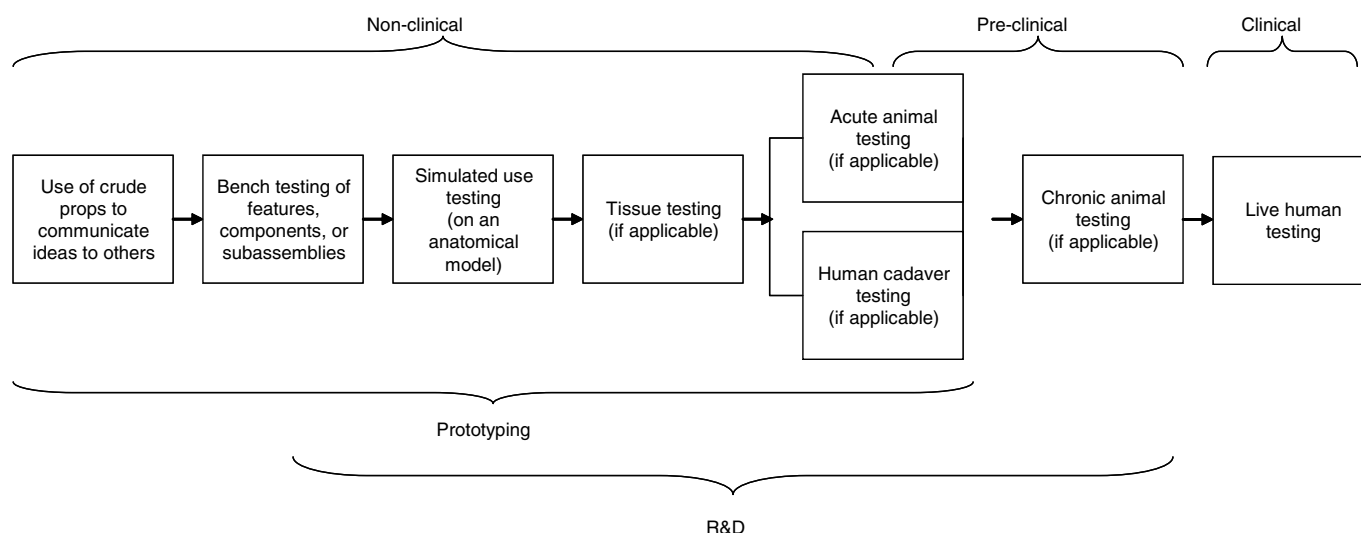 Non-clinical
Pre-clinical
Clinical
Use of crude
props to
communicate
ideas to others
Bench testing of
features,
components, or
subassemblies
Simulated use
testing
(on an
anatomical
model)
Tissue testing
(if applicable)
Acute animal
testing
(if applicable)
Human cadaver
testing
(if applicable)
Chronic animal
testing
(if applicable)
Live human
testing
Prototyping
R&D